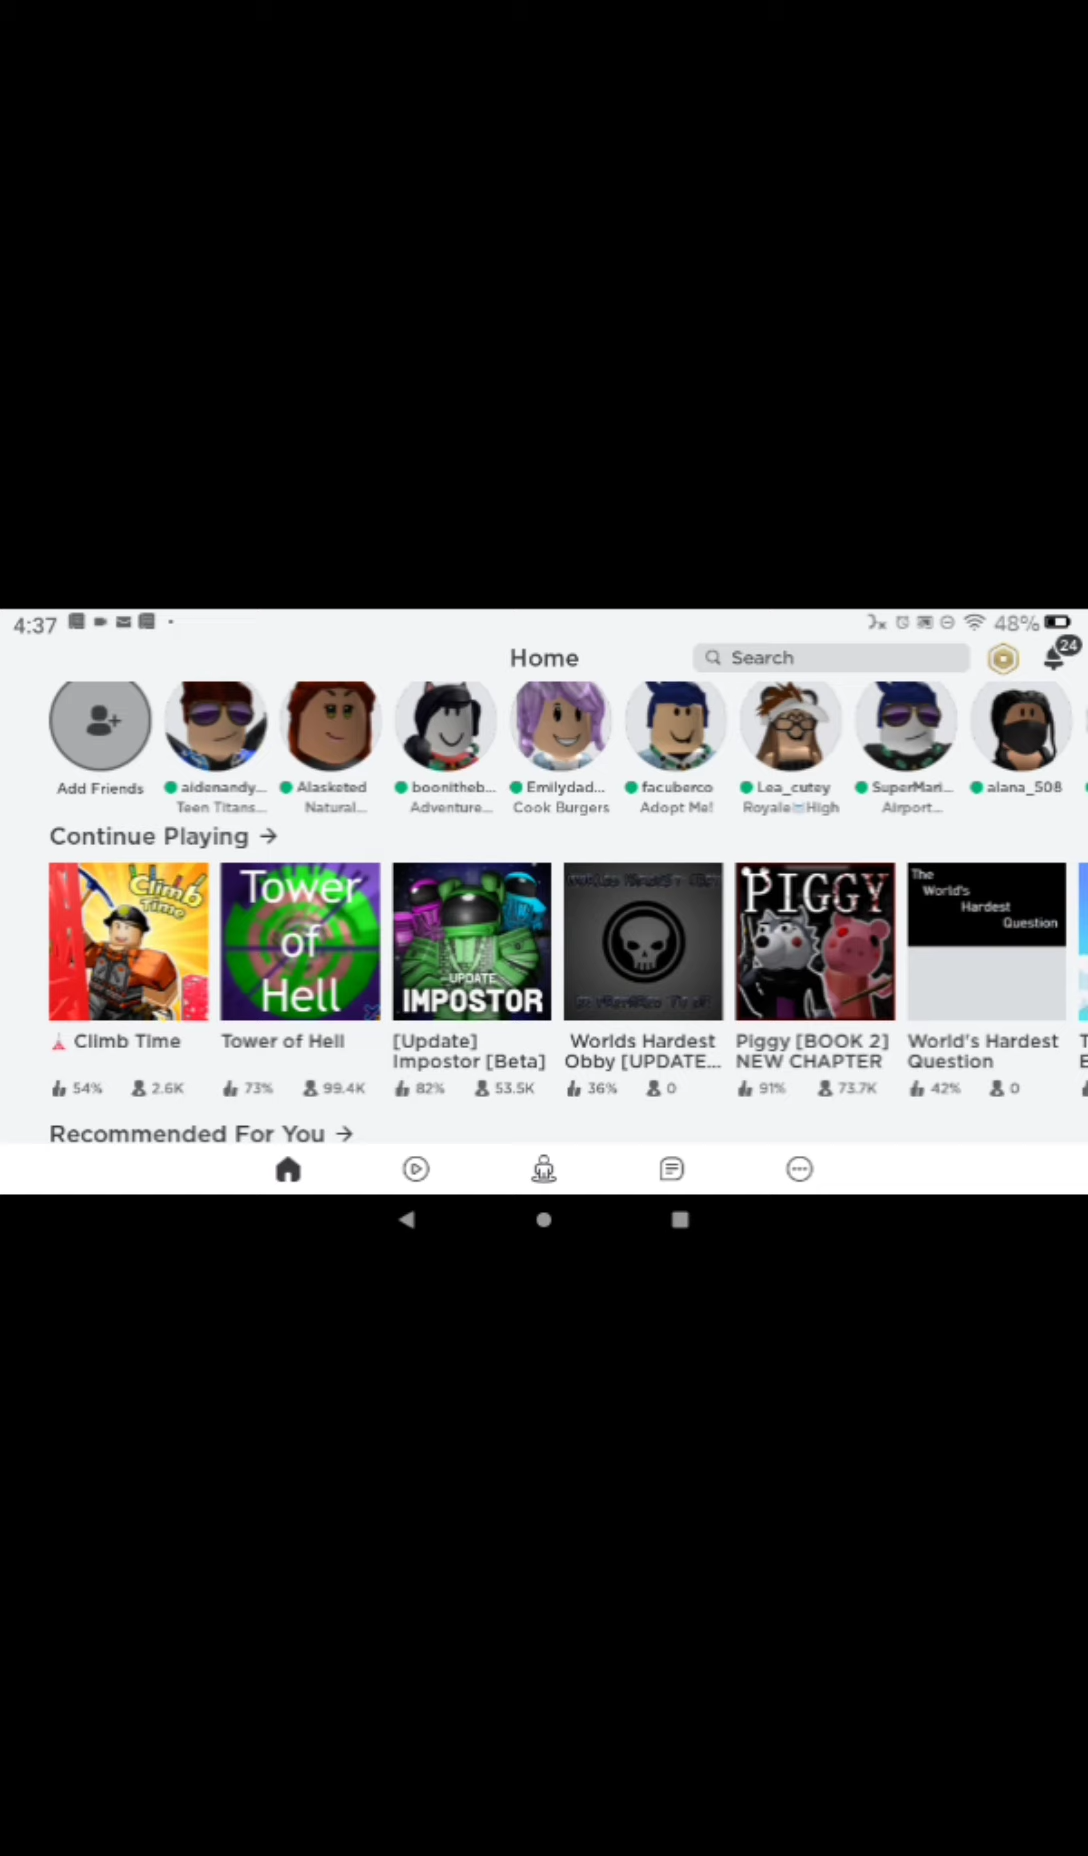 4:37
48%
Home
Search
24
Add Friends
aidenandy...
Teen Titans...
Alasketed
Natural...
boonitheb...
Adventure...
Emilydad...
Cook Burgers
facuberco
Adopt Me!
Lea_cutey
Royale High
SuperMari...
Airport...
alana_508
Continue Playing →
Climb
Time
Tower
of
Hell
UPDATE
IMPOSTOR
PIGGY
The
World's
Hardest
Question
Climb Time
54% 2.6K
Tower of Hell
73% 99.4K
[Update]
Impostor [Beta]
82% 53.5K
Worlds Hardest
Obby [UPDATE...
36% 0
Piggy [BOOK 2]
NEW CHAPTER
91% 73.7K
World's Hardest
Question
42% 0
Recommended For You →